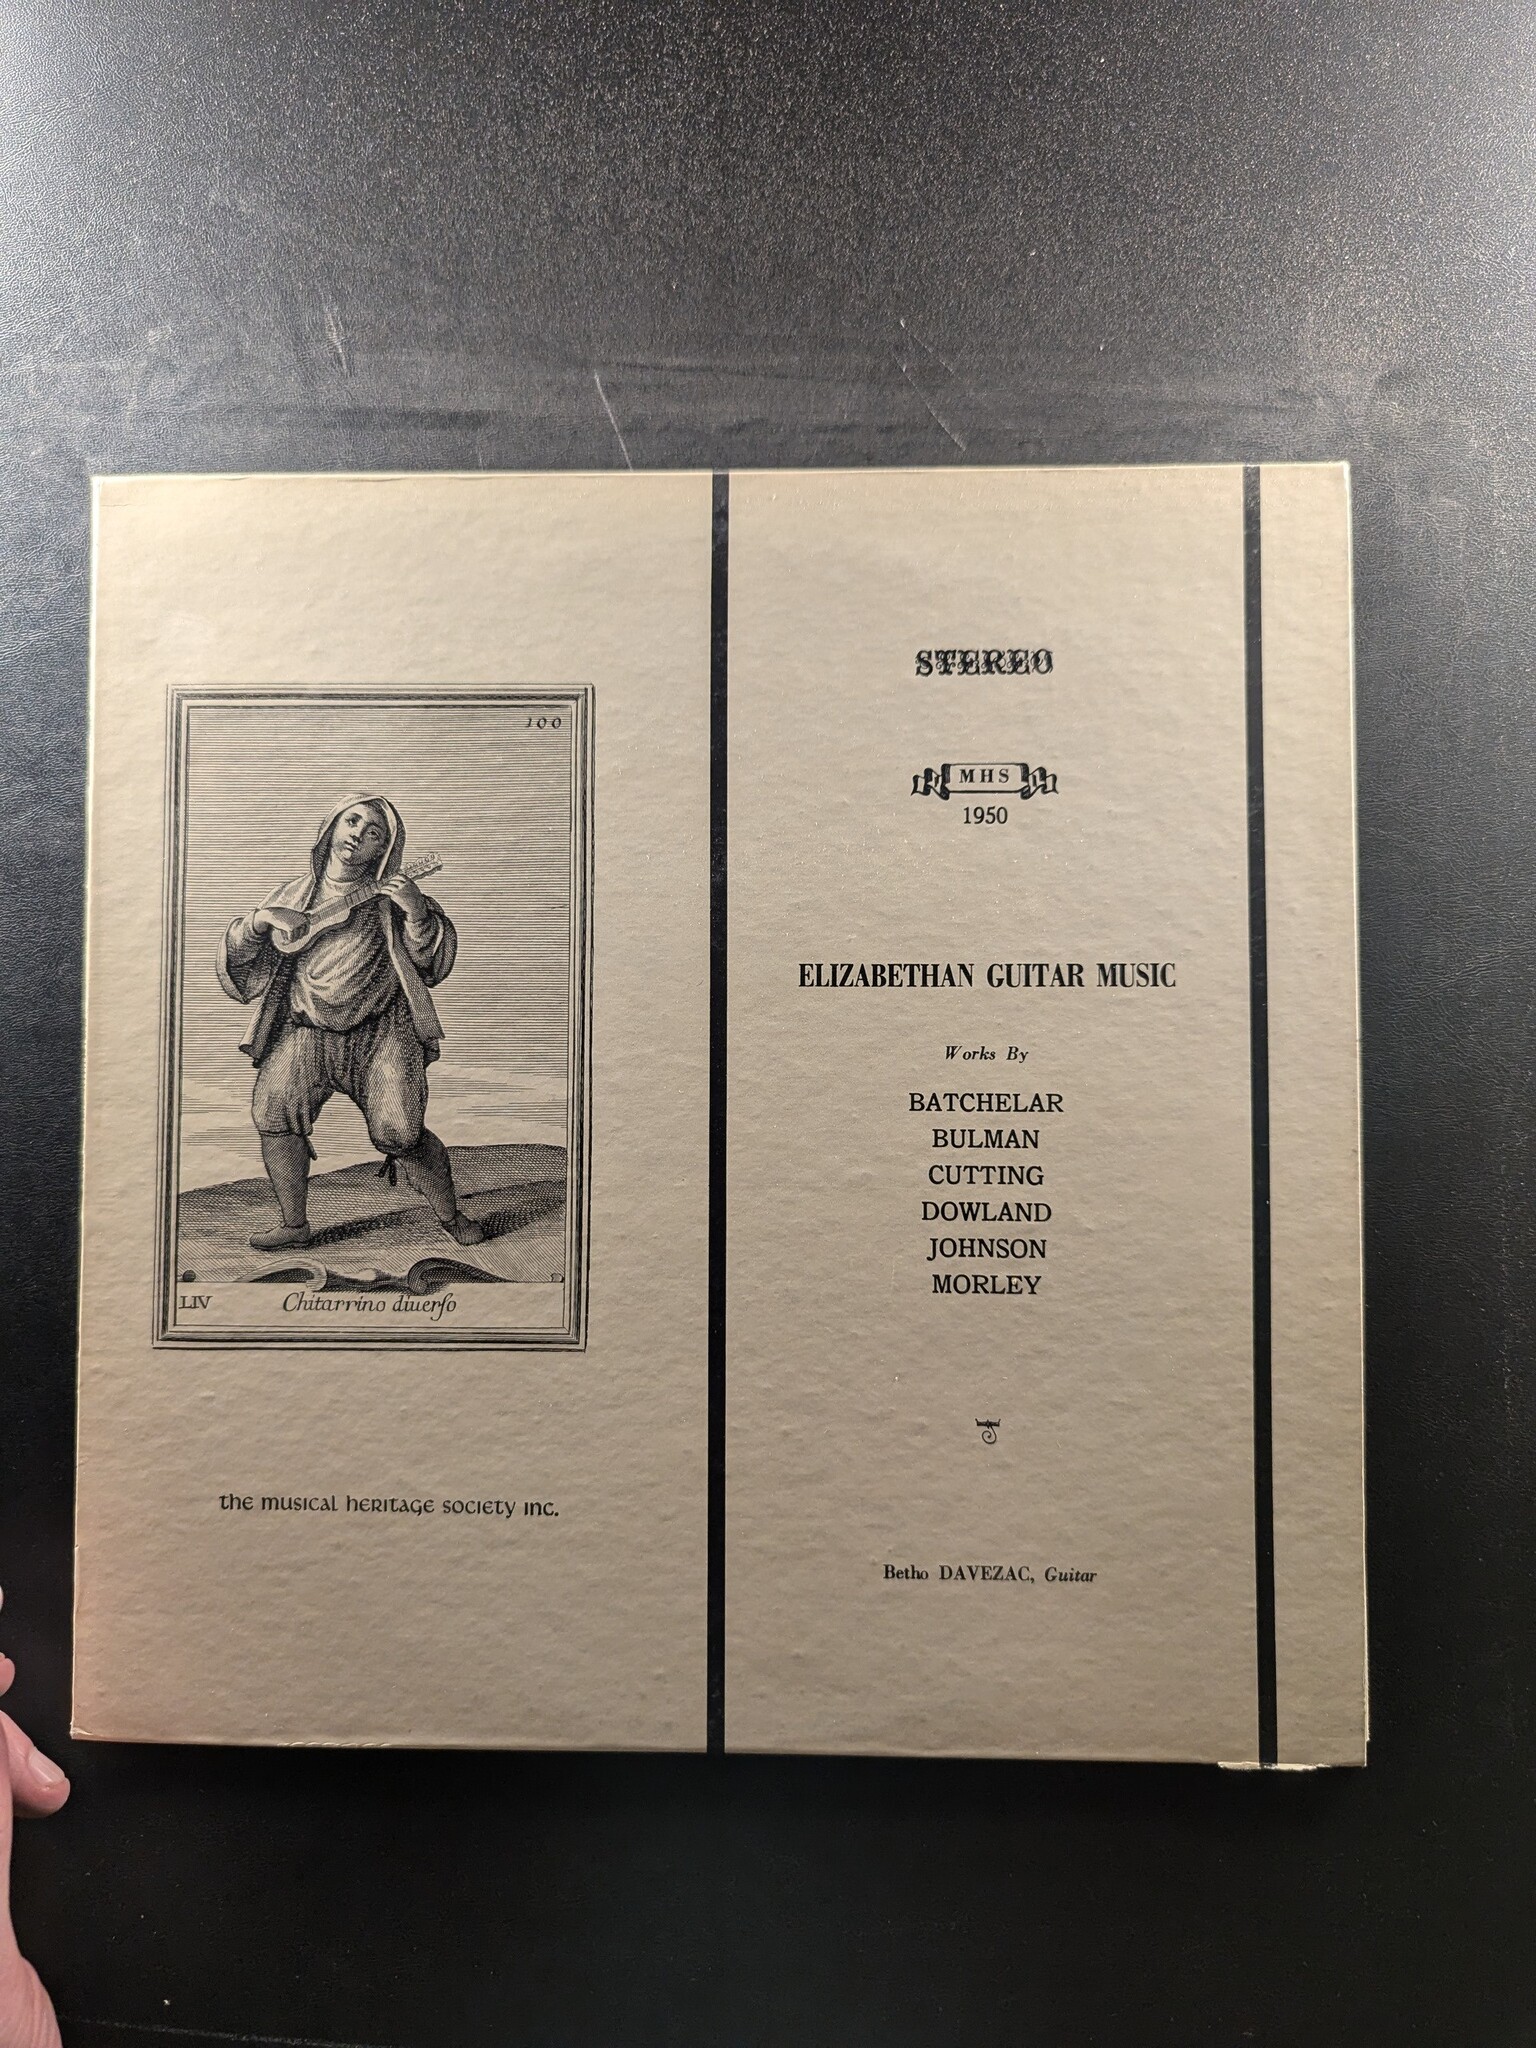 100
LIV
Chitarrino diuerſo
the musical heritage society inc.
STEREO
MHS
1950
ELIZABETHAN GUITAR MUSIC
Works By
BATCHELAR
BULMAN
CUTTING
DOWLAND
JOHNSON
MORLEY
Betho DAVEZAC, Guitar